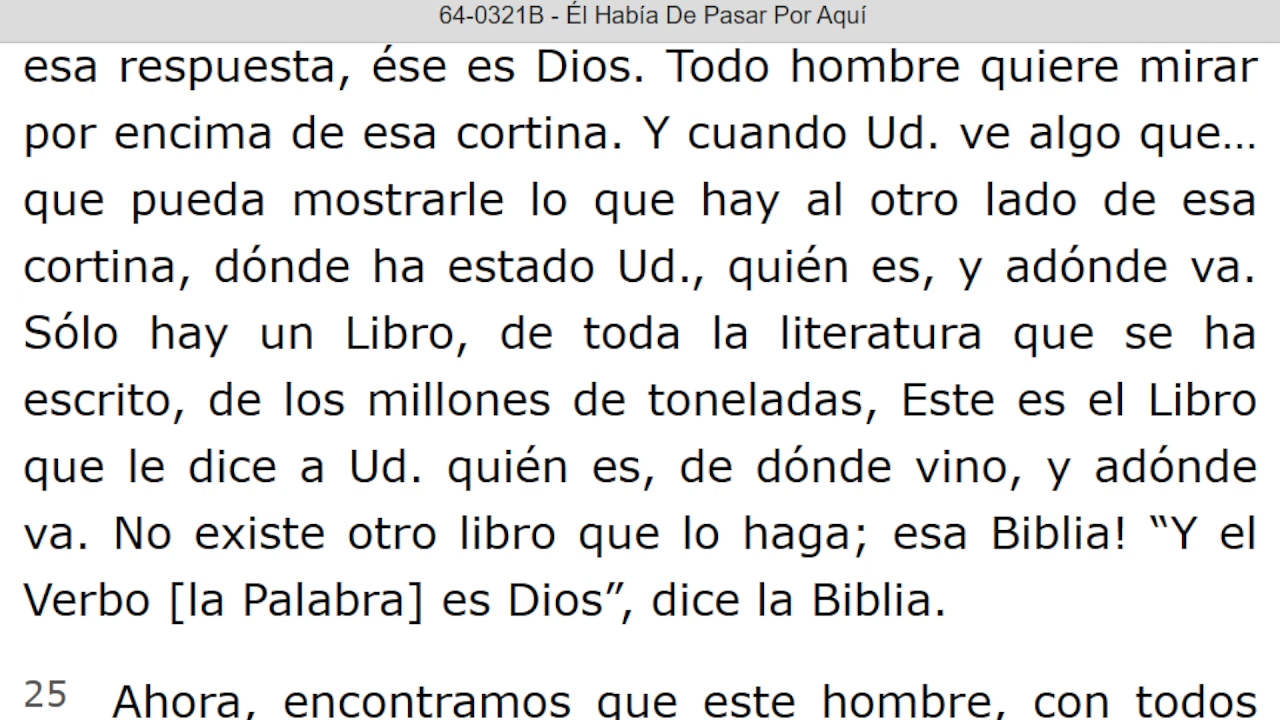 64-0321B - Él Había De Pasar Por Aquí
esa respuesta, ése es Dios. Todo hombre quiere mirar
por encima de esa cortina. Y cuando Ud. ve algo que...
que pueda mostrarle lo que hay al otro lado de esa
cortina, dónde ha estado Ud., quién es, y adónde va.
Sólo hay un Libro, de toda la literatura que se ha
escrito, de los millones de toneladas, Este es el Libro
que le dice a Ud. quién es, de dónde vino, y adónde
va. No existe otro libro que lo haga; esa Biblia! “Y el
Verbo [la Palabra] es Dios”, dice la Biblia.
25 Ahora, encontramos que este hombre, con todos